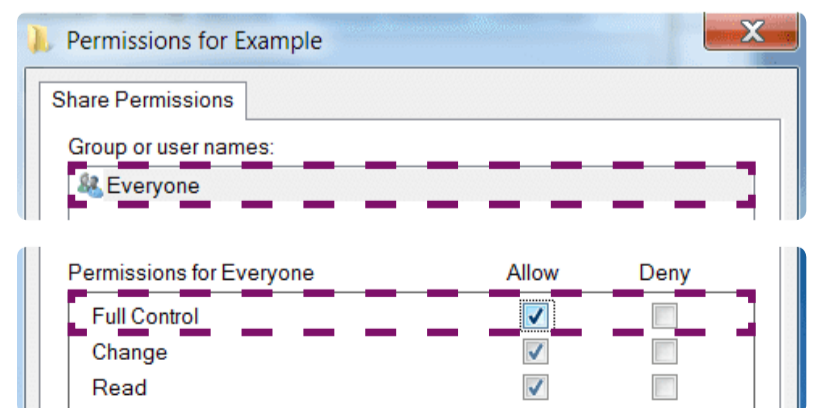 Permissions for Example
Share Permissions
Group or user names:
Everyone
Permissions for Everyone Allow Deny
Full Control
Change
Read